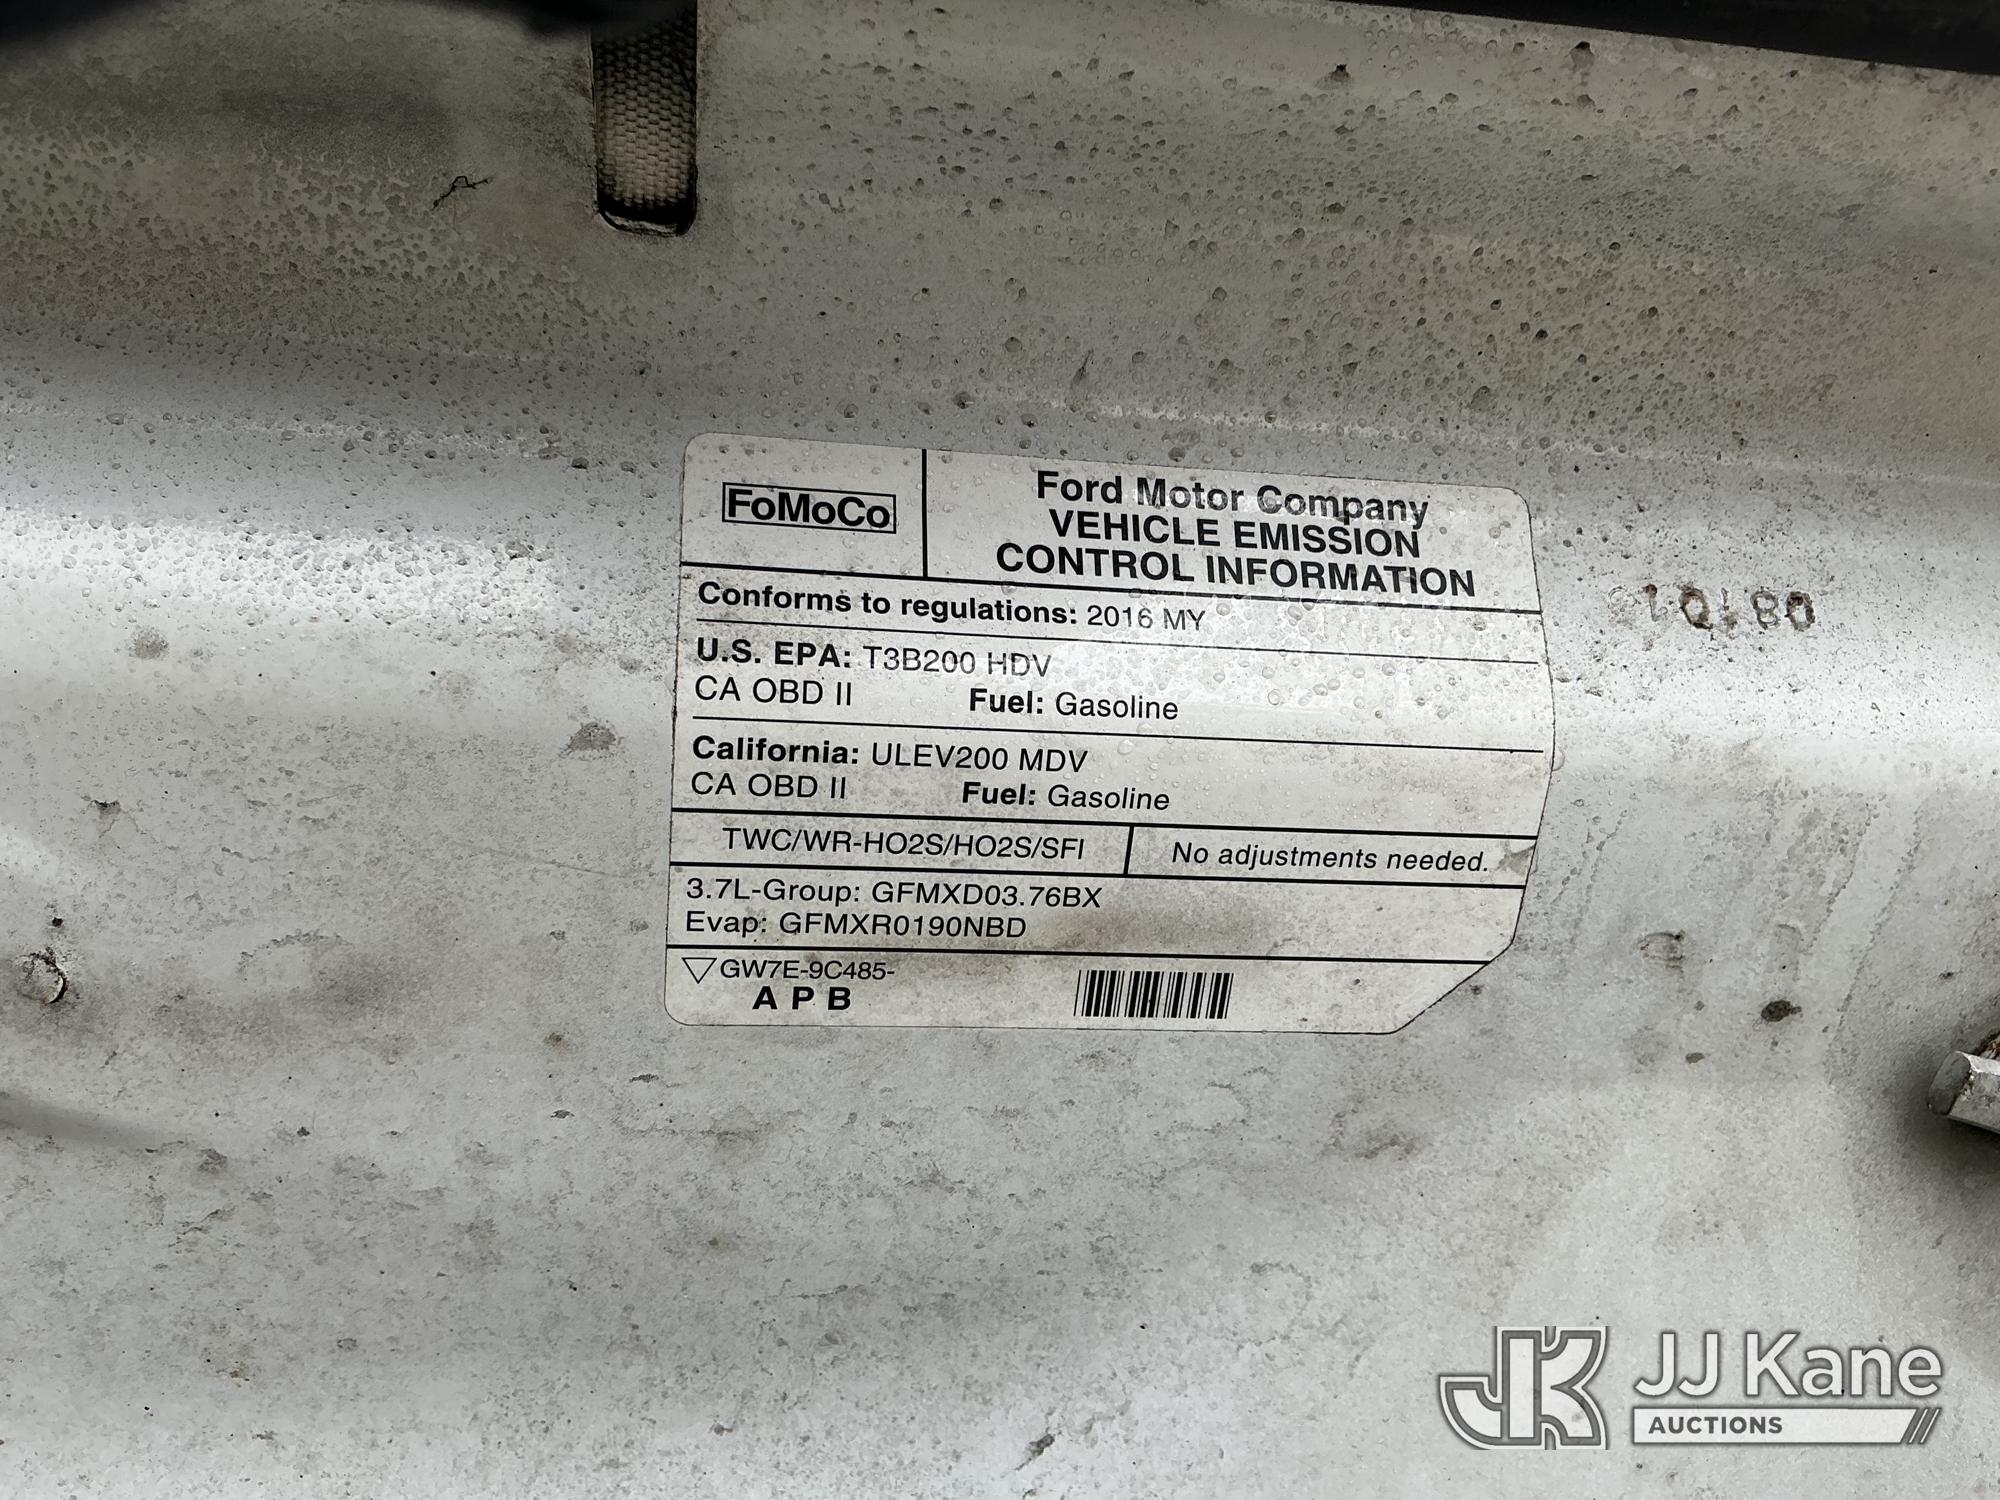 FoMoCo
Ford Motor Company
VEHICLE EMISSION
CONTROL INFORMATION
Conforms to regulations: 2016 MY
U.S. EPA: T3B200 HDV
CA OBD II Fuel: Gasoline
California: ULEV200 MDV
CA OBD II Fuel: Gasoline
TWC/WR-HO2S/HO2S/SFI
No adjustments needed.
3.7L-Group: GFMXD03.76BX
Evap: GFMXR0190NBD
GW7E-9C485-
A P B
JK JJ Kane
AUCTIONS